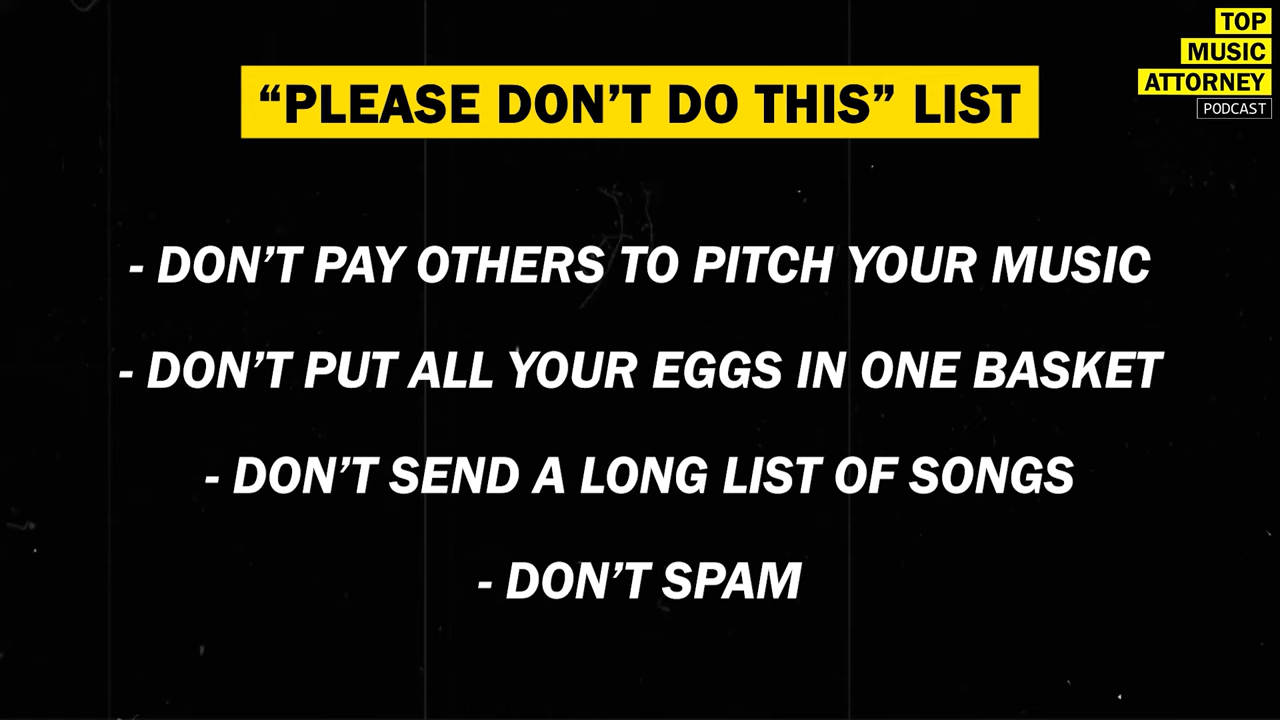 TOP
MUSIC
ATTORNEY
PODCAST
“PLEASE DON’T DO THIS” LIST
- DON’T PAY OTHERS TO PITCH YOUR MUSIC
- DON’T PUT ALL YOUR EGGS IN ONE BASKET
- DON’T SEND A LONG LIST OF SONGS
- DON’T SPAM